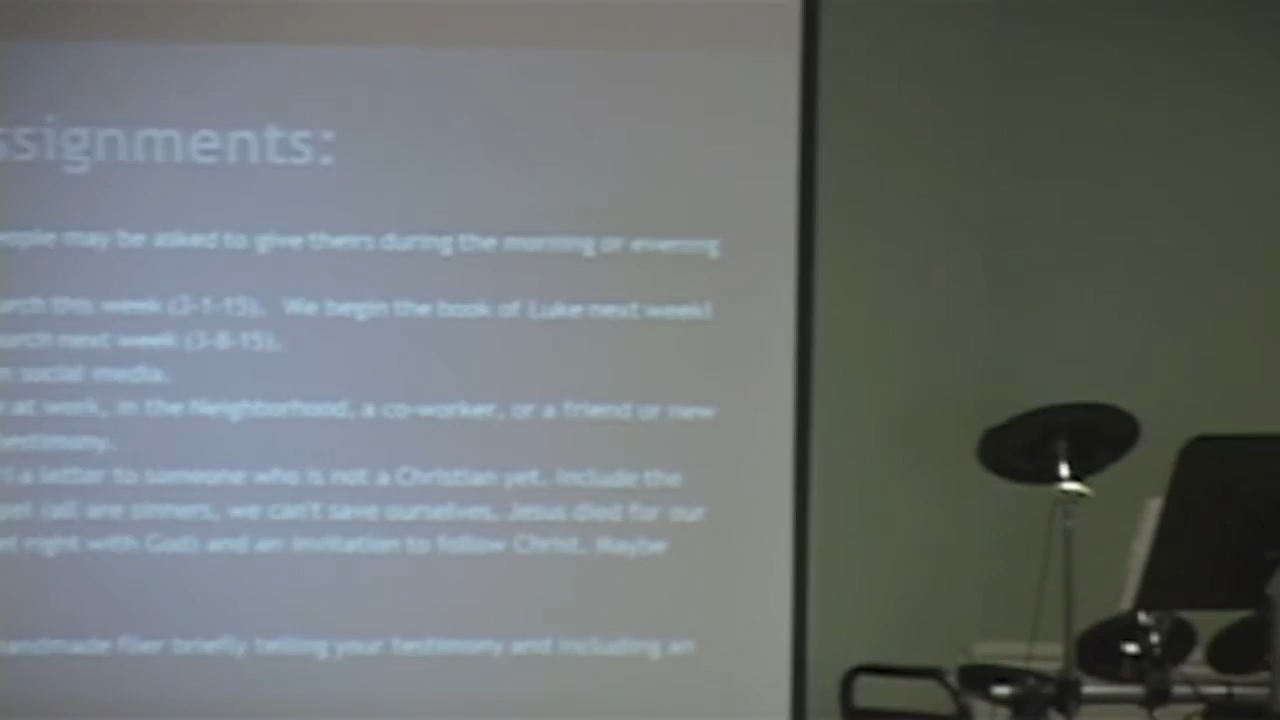 ssignments:
eople may be asked to give theirs during the morning or evening
urch this week (3-1-15). We begin the book of Luke next week!
urch next week (3-8-15).
n social media.
at work, in the Neighborhood, a co-worker, or a friend or new
testimony.
a letter to someone who is not a Christian yet. Include the
pel (all are sinners, we can't save ourselves, Jesus died for our
et right with God) and an invitation to follow Christ. Maybe
andmade flier briefly telling your testimony and including an